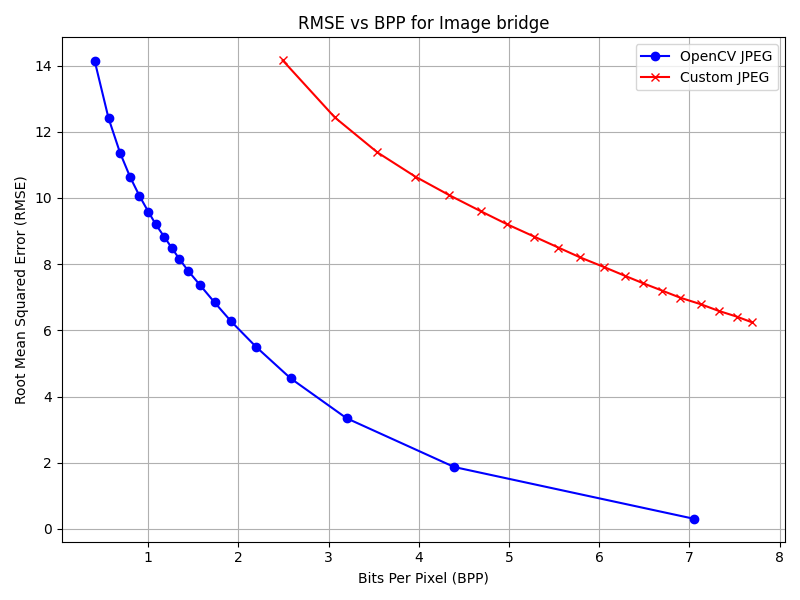 RMSE vs BPP for Image bridge
OpenCV JPEG
Custom JPEG
Root Mean Squared Error (RMSE)
14
12
10
8
6
4
2
0
1 2 3 4 5 6 7 8
Bits Per Pixel (BPP)